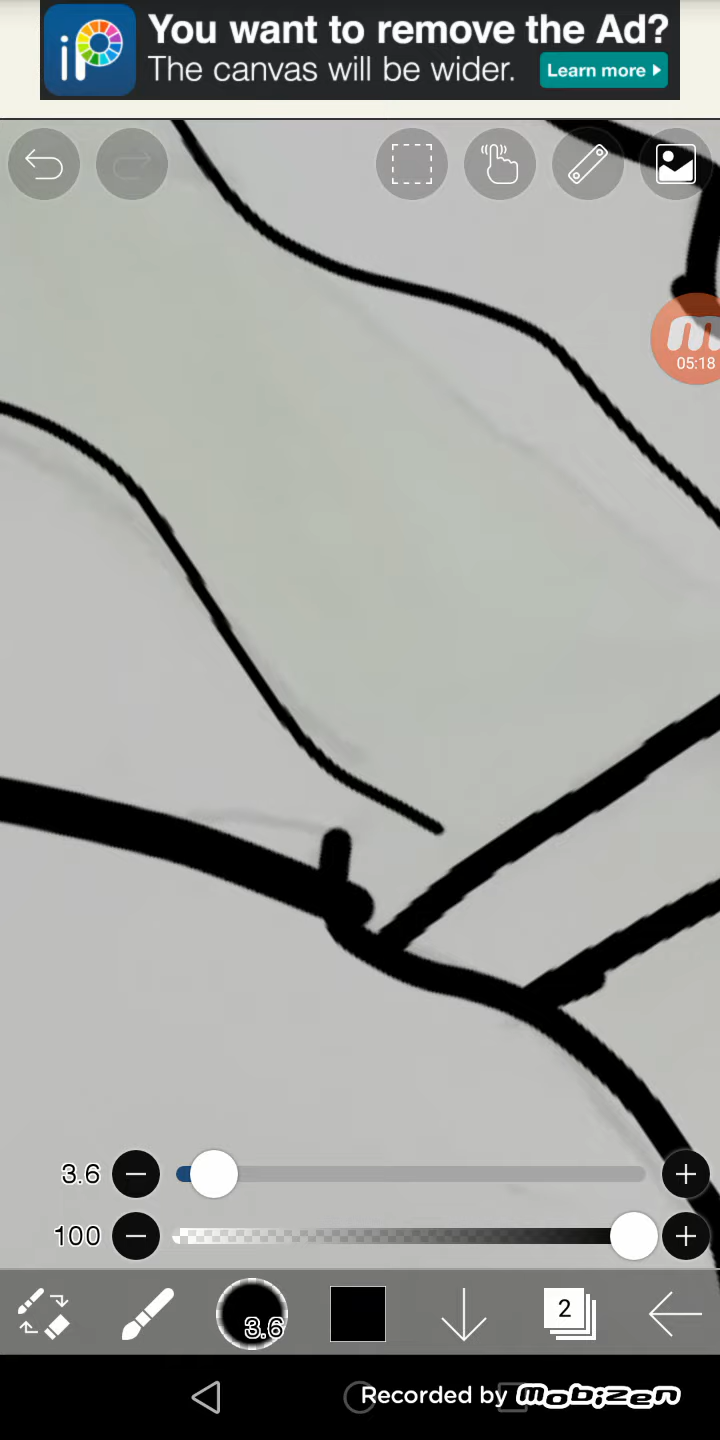 iP
You want to remove the Ad?
The canvas will be wider.
Learn more
m
05:18
3.6
100
3.6
2
Recorded by mobizen